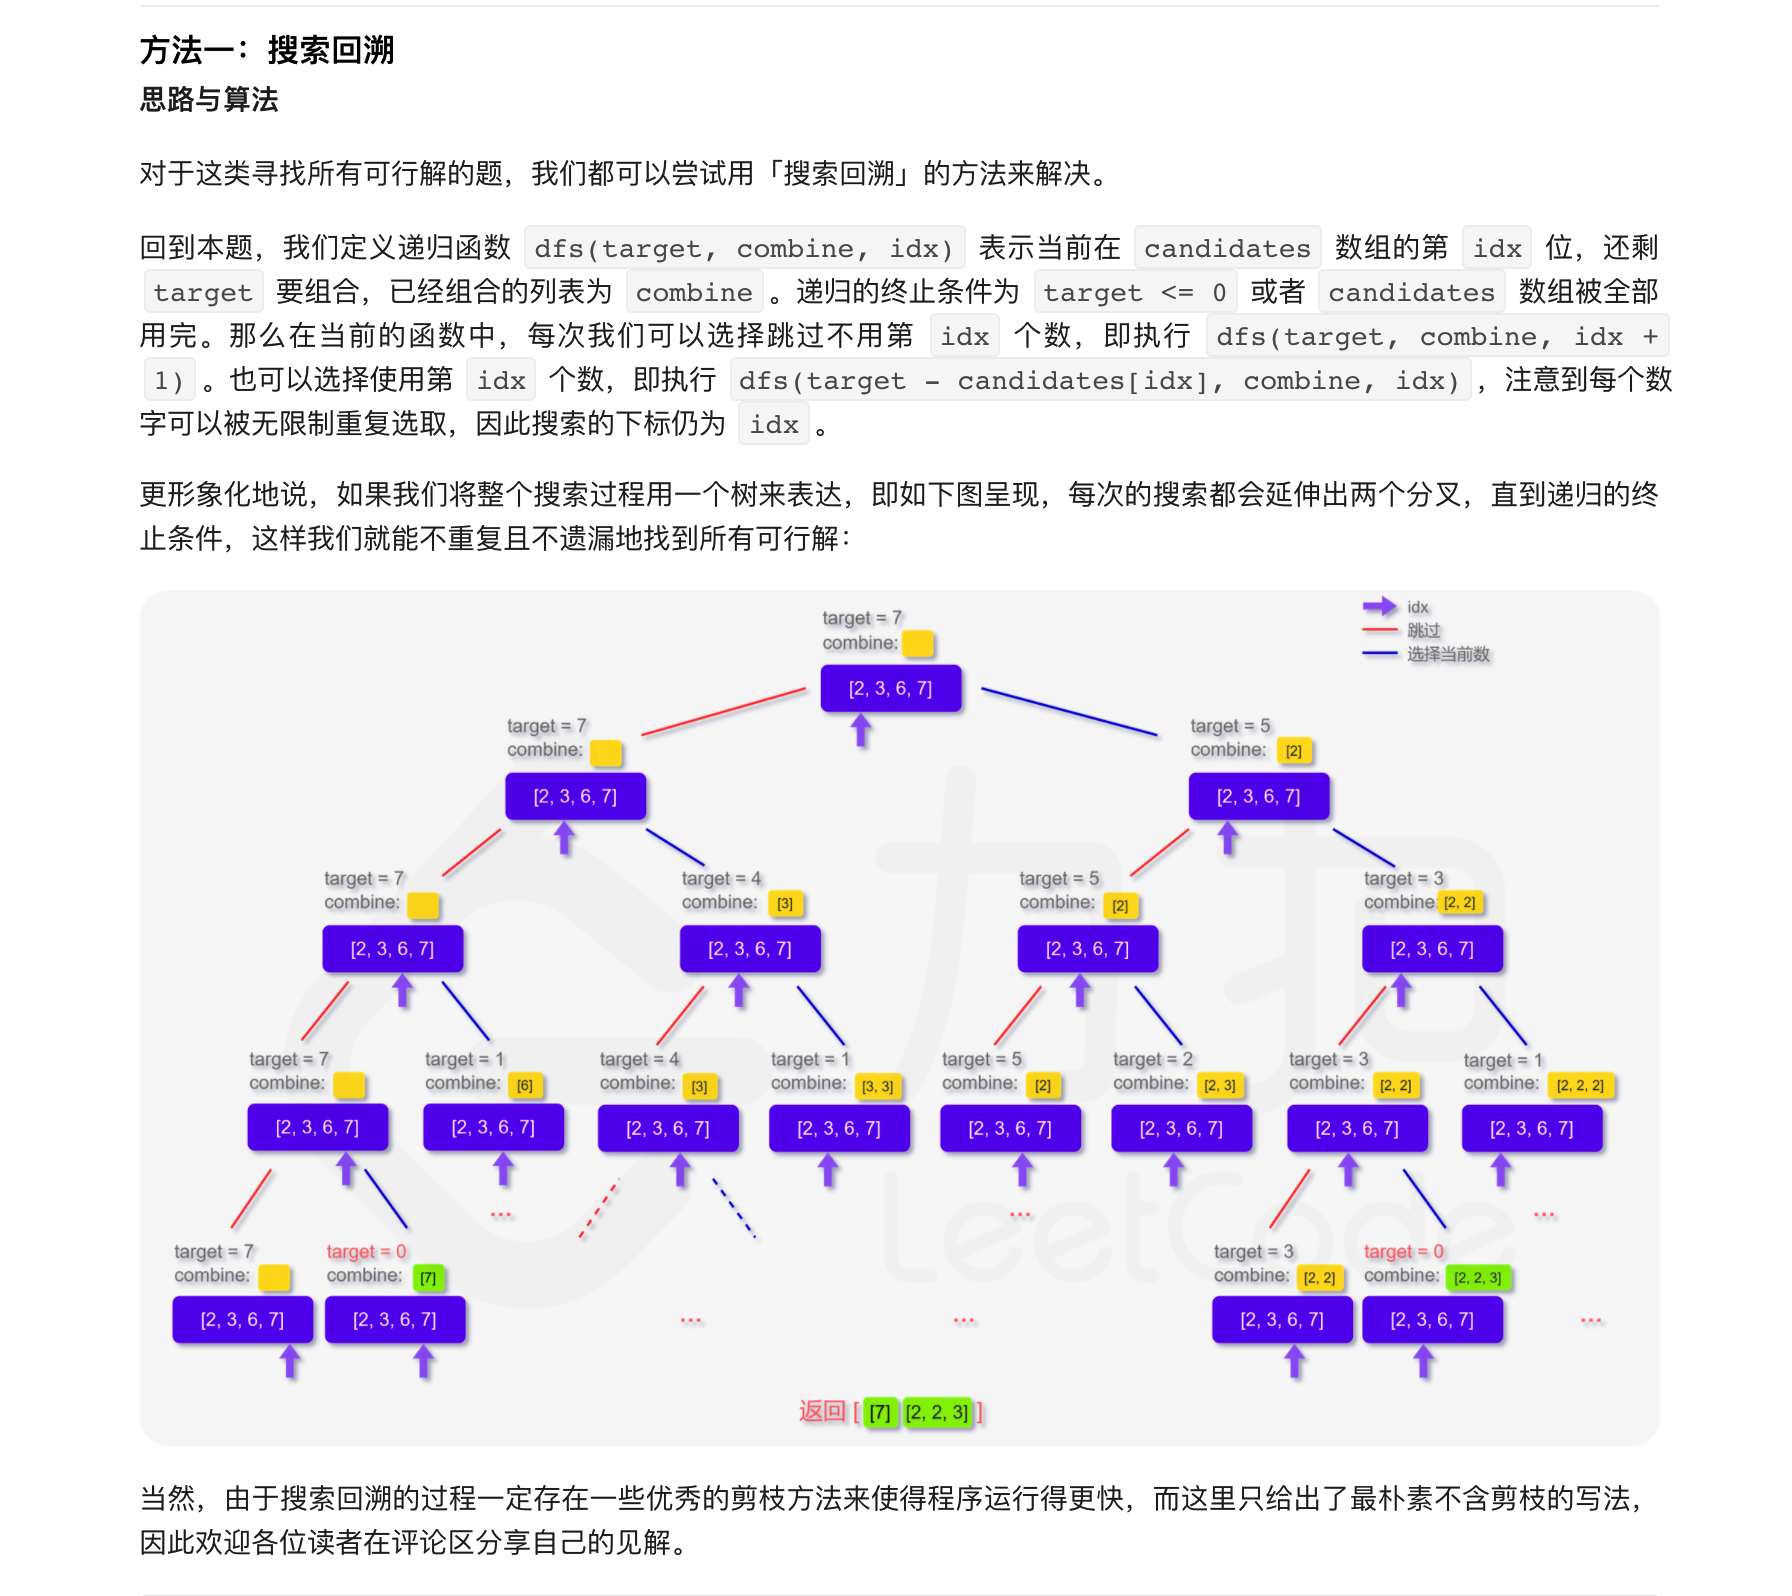 方法一：搜索回溯
思路与算法
对于这类寻找所有可行解的题，我们都可以尝试用「搜索回溯」的方法来解决。
回到本题，我们定义递归函数 dfs(target, combine, idx) 表示当前在 candidates 数组的第 idx 位，还剩
target 要组合，已经组合的列表为 combine 。递归的终止条件为 target <= 0 或者 candidates 数组被全部
用完。那么在当前的函数中，每次我们可以选择跳过不用第 idx 个数，即执行 dfs(target, combine, idx +
1) 。也可以选择使用第 idx 个数，即执行 dfs(target - candidates[idx], combine, idx) ，注意到每个数
字可以被无限制重复选取，因此搜索的下标仍为 idx 。
更形象化地说，如果我们将整个搜索过程用一个树来表达，即如下图呈现，每次的搜索都会延伸出两个分叉，直到递归的终
止条件，这样我们就能不重复且不遗漏地找到所有可行解：
idx
跳过
选择当前数
target = 7
combine:
[2, 3, 6, 7]
target = 7
combine:
[2, 3, 6, 7]
target = 5
combine: [2]
[2, 3, 6, 7]
target = 7
combine:
[2, 3, 6, 7]
target = 4
combine: [3]
[2, 3, 6, 7]
target = 5
combine: [2]
[2, 3, 6, 7]
target = 3
combine: [2, 2]
[2, 3, 6, 7]
target = 7
combine:
[2, 3, 6, 7]
target = 1
combine: [6]
[2, 3, 6, 7]
...
target = 4
combine: [3]
[2, 3, 6, 7]
target = 1
combine: [3, 3]
[2, 3, 6, 7]
target = 5
combine: [2]
[2, 3, 6, 7]
...
target = 2
combine: [2, 3]
[2, 3, 6, 7]
target = 3
combine: [2, 2]
[2, 3, 6, 7]
target = 1
combine: [2, 2, 2]
[2, 3, 6, 7]
...
target = 7
combine:
[2, 3, 6, 7]
target = 0
combine: [7]
[2, 3, 6, 7]
...
...
target = 3
combine: [2, 2]
[2, 3, 6, 7]
target = 0
combine: [2, 2, 3]
[2, 3, 6, 7]
...
力扣
LeetCode
返回 [ [7] [2, 2, 3] ]
当然，由于搜索回溯的过程一定存在一些优秀的剪枝方法来使得程序运行得更快，而这里只给出了最朴素不含剪枝的写法，
因此欢迎各位读者在评论区分享自己的见解。